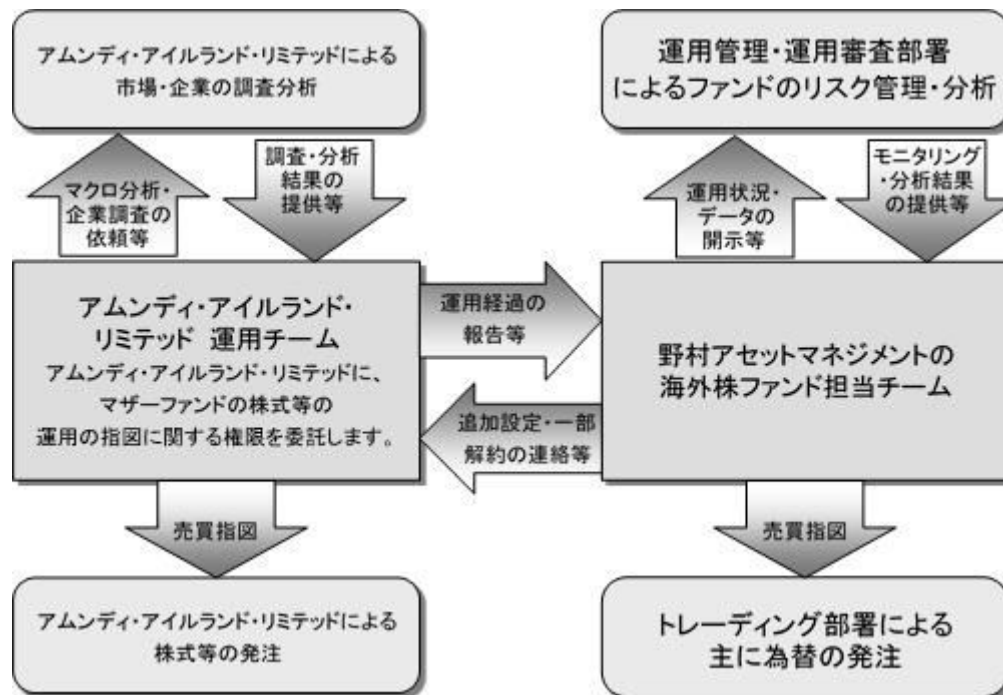 アムンディ・アイルランド・リミテッドによる
市場・企業の調査分析
運用管理・運用審査部署
によるファンドのリスク管理・分析
マクロ分析・
企業調査の
依頼等
調査・分析
結果の
提供等
運用状況・
データの
開示等
モニタリング
・分析結果
の提供等
アムンディ・アイルランド・
リミテッド 運用チーム
アムンディ・アイルランド・リミテッドに、
マザーファンドの株式等の
運用の指図に関する権限を委託します。
運用経過の
報告等
追加設定・一部
解約の連絡等
野村アセットマネジメントの
海外株ファンド担当チーム
売買指図
売買指図
アムンディ・アイルランド・リミテッドによる
株式等の発注
トレーディング部署による
主に為替の発注